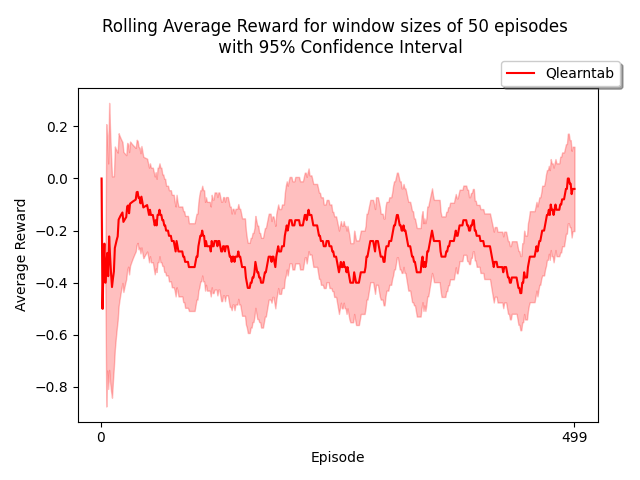 Rolling Average Reward for window sizes of 50 episodes
with 95% Confidence Interval
Qlearntab
0.2
0.0
−0.2
−0.4
−0.6
−0.8
Average Reward
0
499
Episode